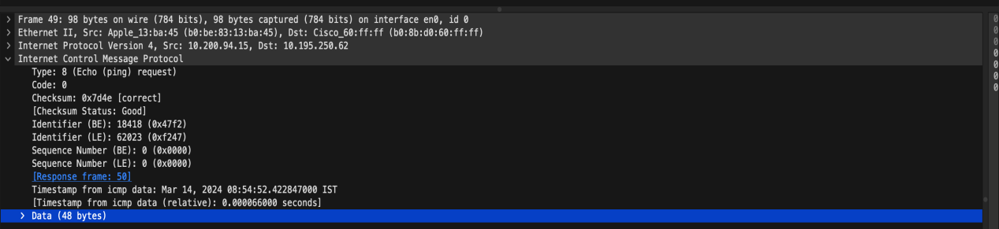 Frame 49: 98 bytes on wire (784 bits), 98 bytes captured (784 bits) on interface en0, id 0
Ethernet II, Src: Apple_13:ba:45 (b0:be:83:13:ba:45), Dst: Cisco_60:ff:ff (b0:8b:d0:60:ff:ff)
Internet Protocol Version 4, Src: 10.200.94.15, Dst: 10.195.250.62
Internet Control Message Protocol
Type: 8 (Echo (ping) request)
Code: 0
Checksum: 0x7d4e [correct]
[Checksum Status: Good]
Identifier (BE): 18418 (0x47f2)
Identifier (LE): 62023 (0xf247)
Sequence Number (BE): 0 (0x0000)
Sequence Number (LE): 0 (0x0000)
[Response frame: 50]
Timestamp from icmp data: Mar 14, 2024 08:54:52.422847000 IST
[Timestamp from icmp data (relative): 0.000066000 seconds]
Data (48 bytes)